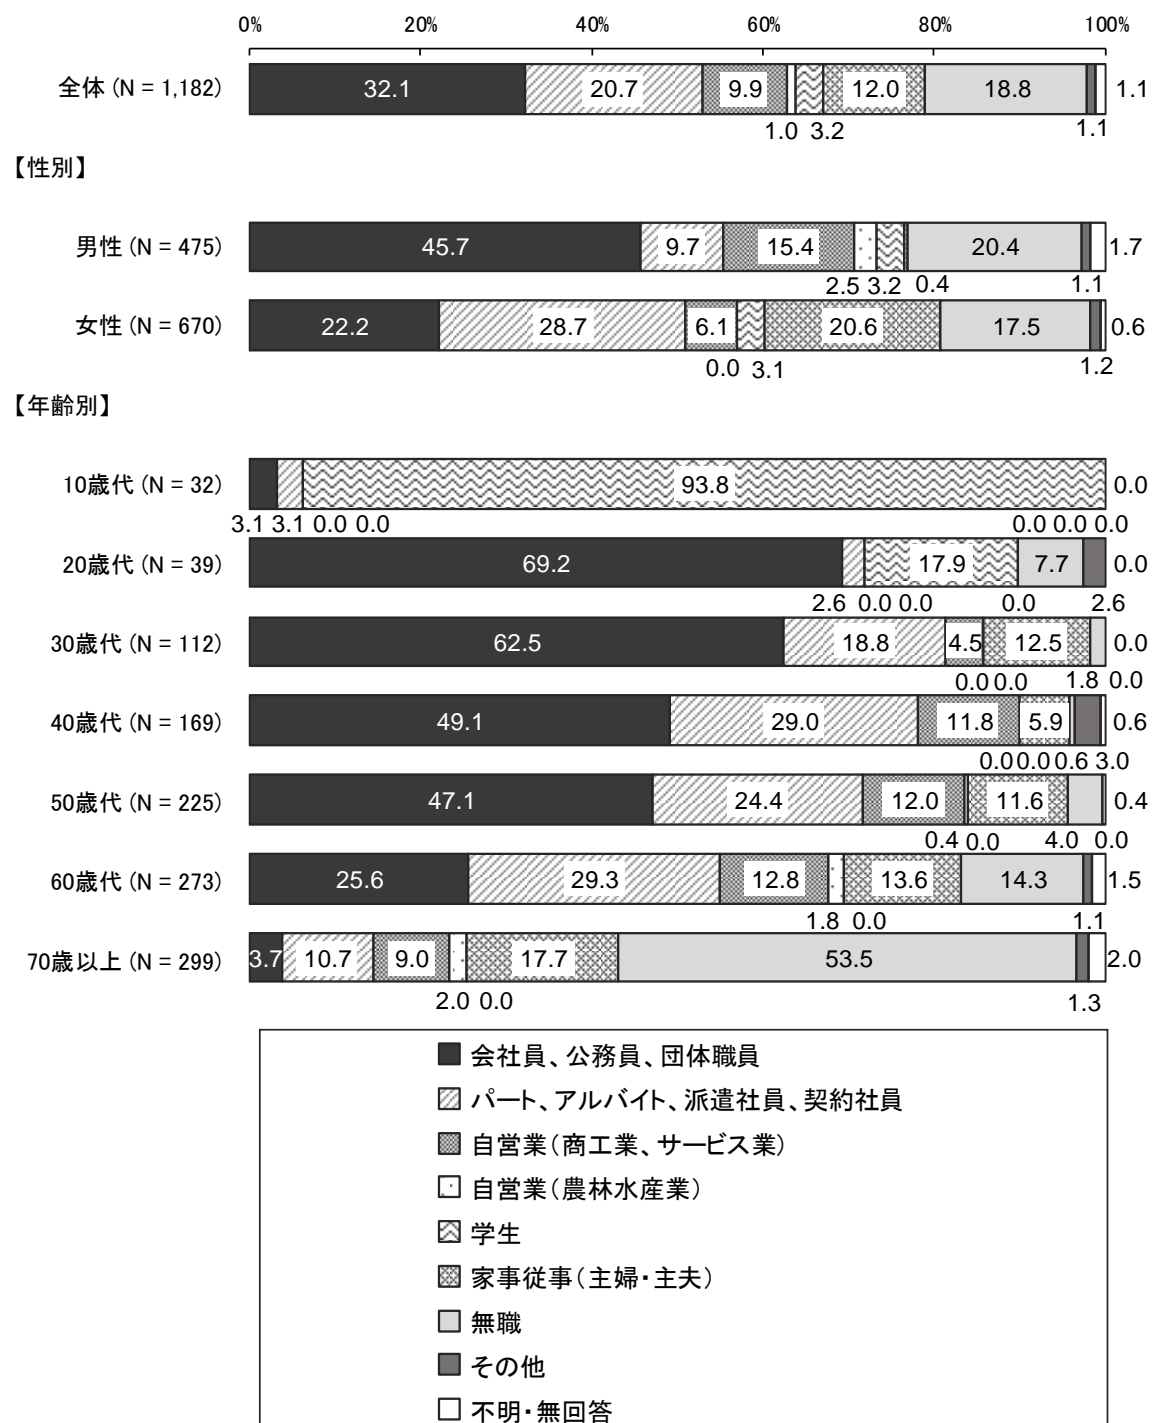 0% 20% 40% 60% 80% 100%
全体 (N = 1,182) 32.1 20.7 9.9 12.0 18.8 1.1
1.0 3.2 1.1
【性別】
男性 (N = 475) 45.7 9.7 15.4 20.4 1.7
2.5 3.2 0.4 1.1
女性 (N = 670) 22.2 28.7 6.1 20.6 17.5 0.6
0.0 3.1 1.2
【年齢別】
10歳代 (N = 32) 93.8 0.0
3.1 3.1 0.0 0.0 0.0 0.0 0.0
20歳代 (N = 39) 69.2 17.9 7.7 0.0
2.6 0.0 0.0 0.0 2.6
30歳代 (N = 112) 62.5 18.8 4.5 12.5 0.0
0.0 0.0 1.8 0.0
40歳代 (N = 169) 49.1 29.0 11.8 5.9 0.6
0.0 0.0 0.6 3.0
50歳代 (N = 225) 47.1 24.4 12.0 11.6 0.4
0.4 0.0 4.0 0.0
60歳代 (N = 273) 25.6 29.3 12.8 13.6 14.3 1.5
1.8 0.0 1.1
70歳以上 (N = 299) 3.7 10.7 9.0 17.7 53.5 2.0
2.0 0.0 1.3
会社員、公務員、団体職員
パート、アルバイト、派遣社員、契約社員
自営業(商工業、サービス業)
自営業(農林水産業)
学生
家事従事(主婦・主夫)
無職
その他
不明・無回答